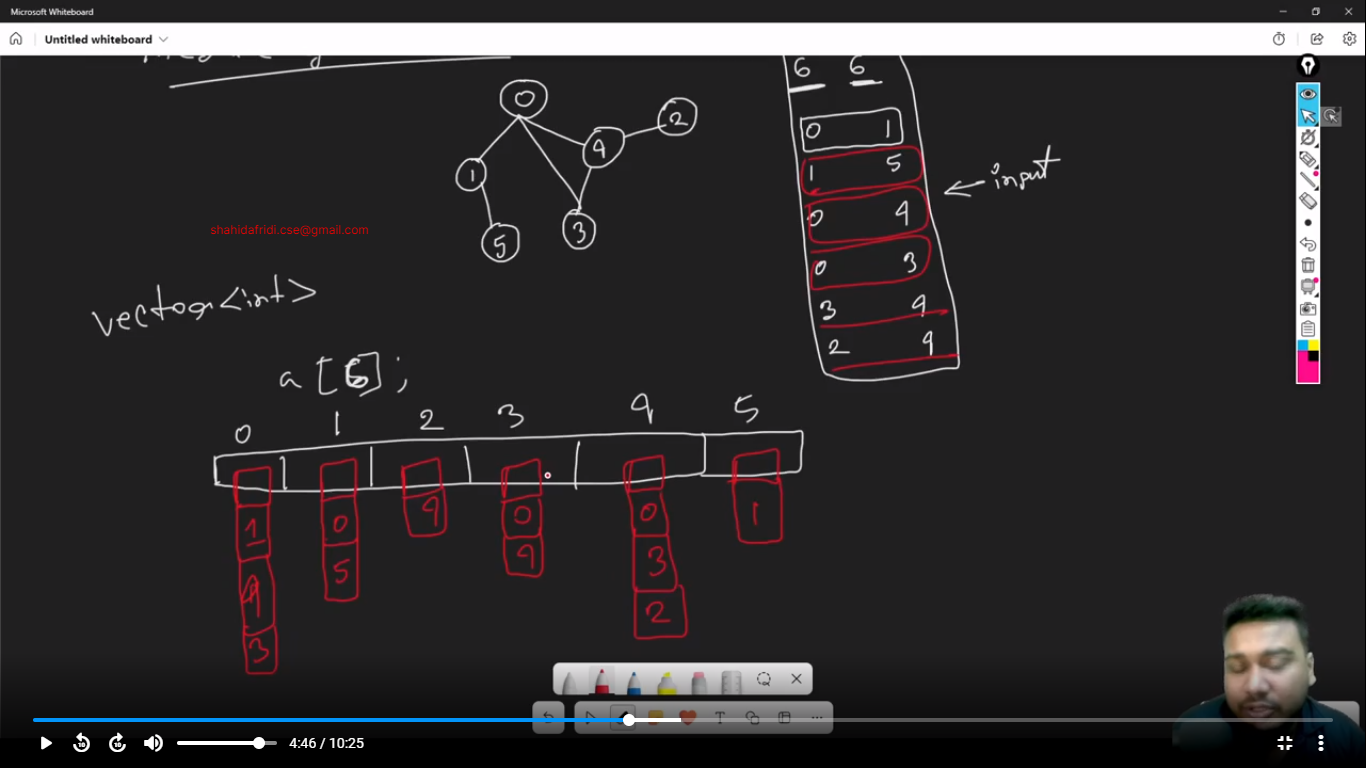 Microsoft Whiteboard
Untitled whiteboard
6 6
0 1
1 5
0 4
0 3
3 4
2 4
← input
0
1
4
2
5
3
shahidafridi.cse@gmail.com
vector<int>
a [6];
0 1 2 3 4 5
1 0 4 0 0 1
4 5 4 3
3 2
4:46 / 10:25